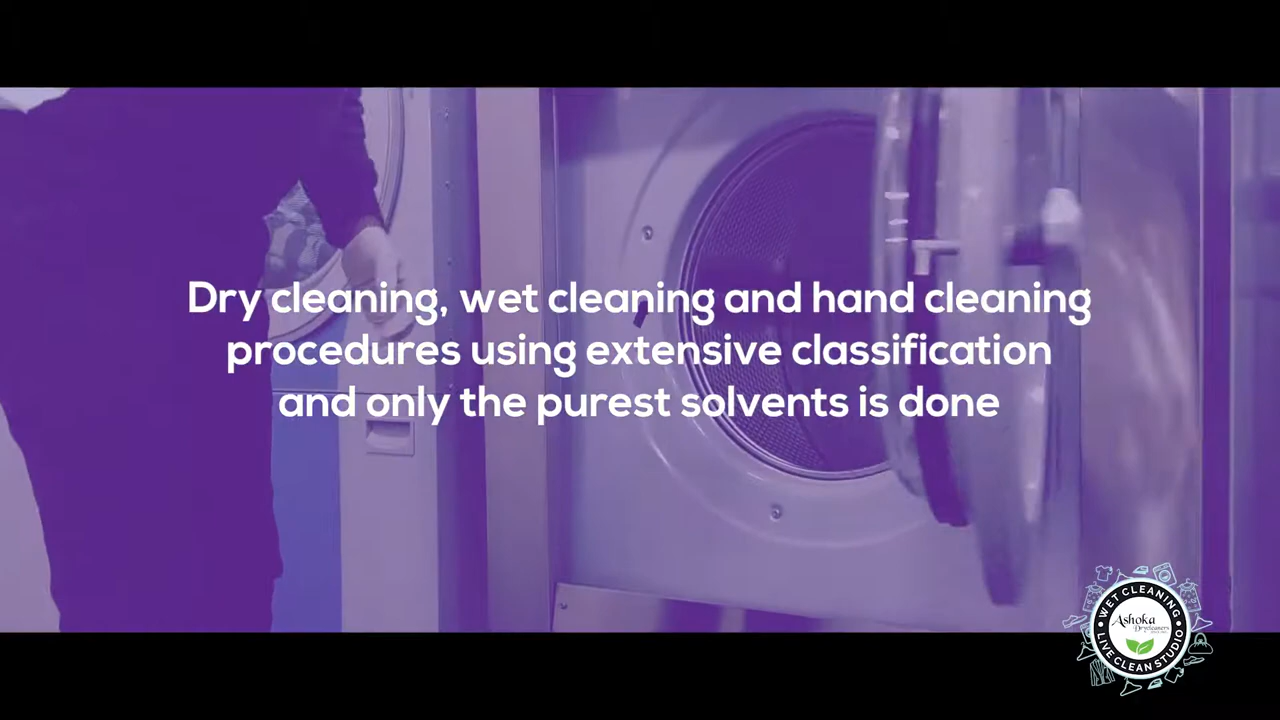 Dry cleaning, wet cleaning and hand cleaning
procedures using extensive classification
and only the purest solvents is done
WET CLEANING
Ashoka
Drycleaners
LIVE CLEAN STUDIO